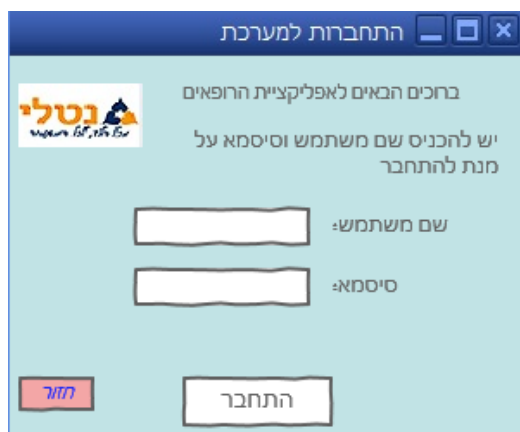 התחברות למערכת
ברוכים הבאים לאפליקציית הרופאים
נטלי
יש להכניס שם משתמש וסיסמא על
מנת להתחבר
שם משתמש:
סיסמא:
התחבר
חזור